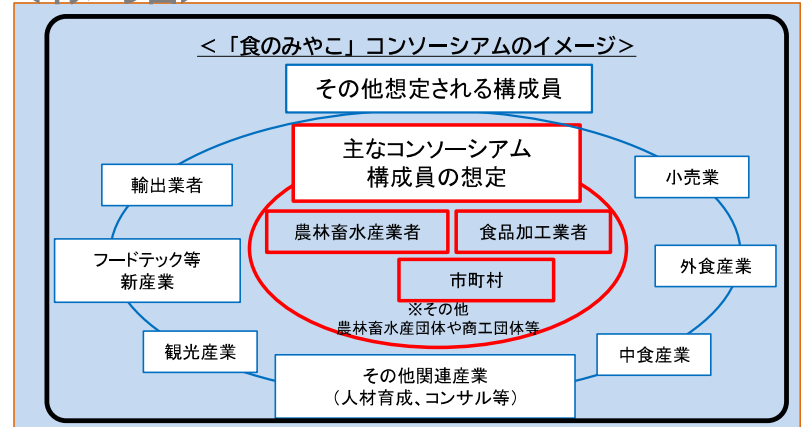 ＜「食のみやこ」コンソーシアムのイメージ＞
その他想定される構成員
主なコンソーシアム
構成員の想定
輸出業者
小売業
農林畜水産業者
食品加工業者
フードテック等
新産業
外食産業
市町村
※その他
農林畜水産団体や商工団体等
観光産業
中食産業
その他関連産業
（人材育成、コンサル等）